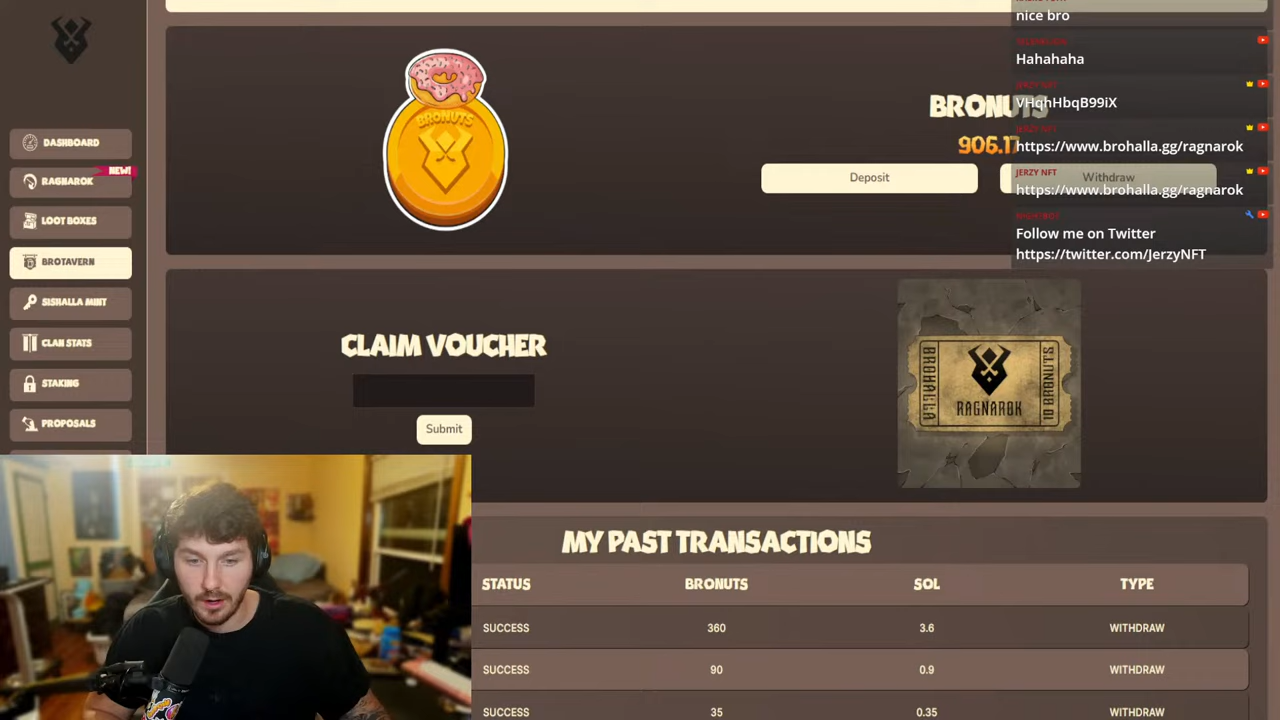 nice bro
Hahahaha
VHqhHbqB99iX
https://www.brohalla.gg/ragnarok
JERZY NFT
https://www.brohalla.gg/ragnarok
Follow me on Twitter
https://twitter.com/JerzyNFT
DASHBOARD
NEW!
RAGNAROK
LOOT BOXES
BROTAVERN
SISHALLA MINT
CLAN STATS
STAKING
PROPOSALS
BRONUTS
BRONUTS
906.17
Deposit
Withdraw
CLAIM VOUCHER
Submit
BROHALLA
RAGNAROK
10 BRONUTS
MY PAST TRANSACTIONS
STATUS BRONUTS SOL TYPE
SUCCESS 360 3.6 WITHDRAW
SUCCESS 90 0.9 WITHDRAW
SUCCESS 35 0.35 WITHDRAW